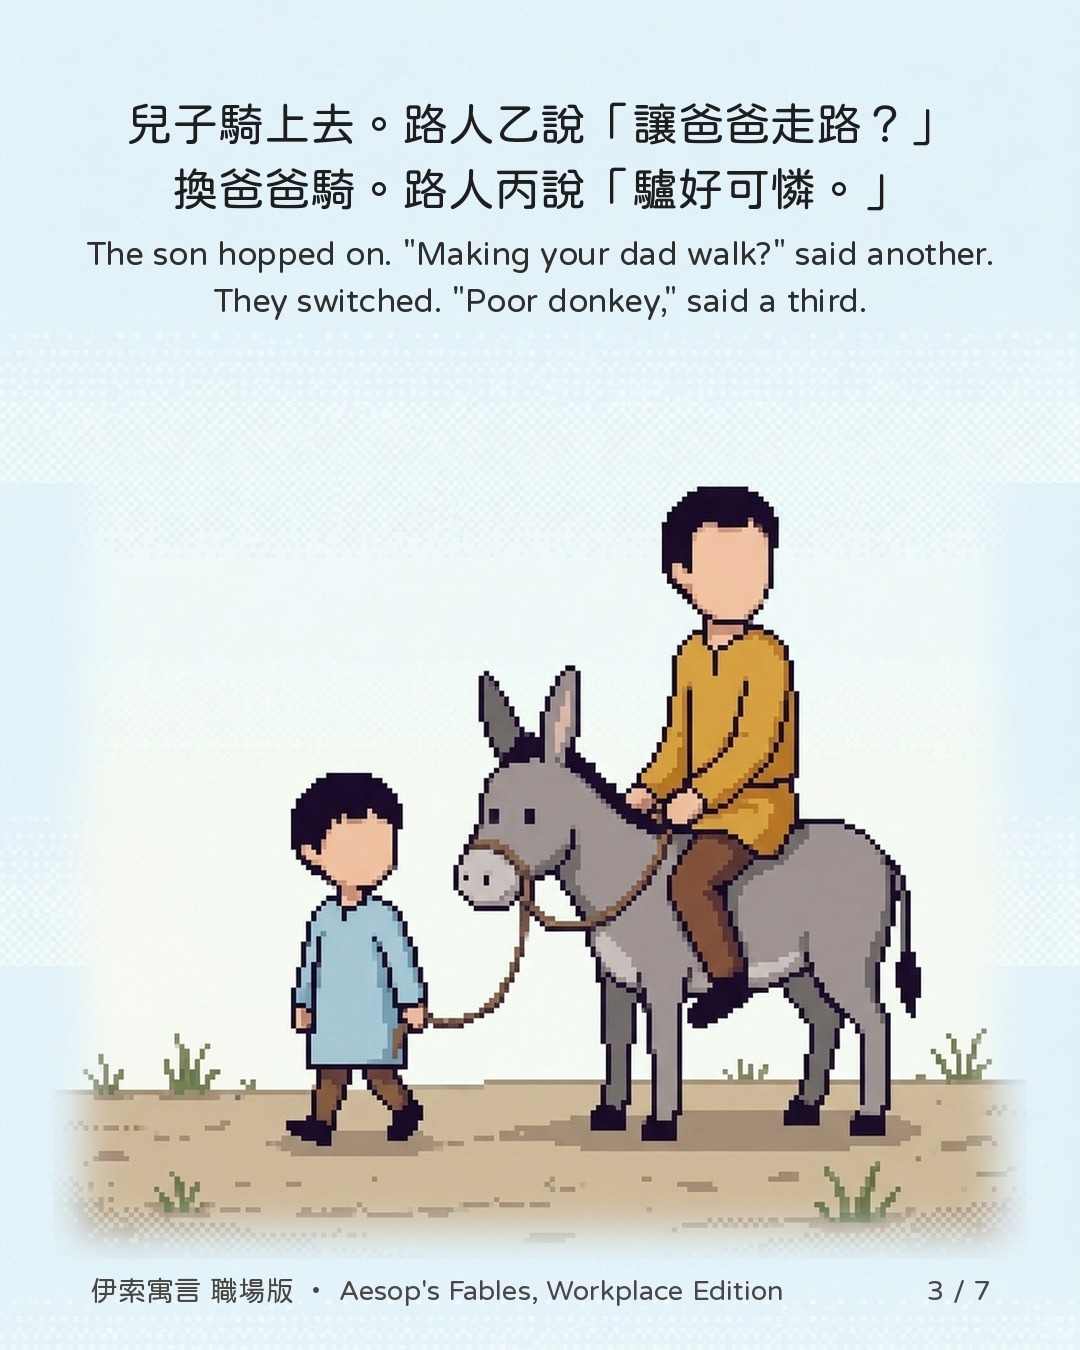 兒子騎上去。路人乙說「讓爸爸走路？」
換爸爸騎。路人丙說「驢好可憐。」
The son hopped on. "Making your dad walk?" said another.
They switched. "Poor donkey," said a third.
伊索寓言 職場版 • Aesop's Fables, Workplace Edition 3 / 7